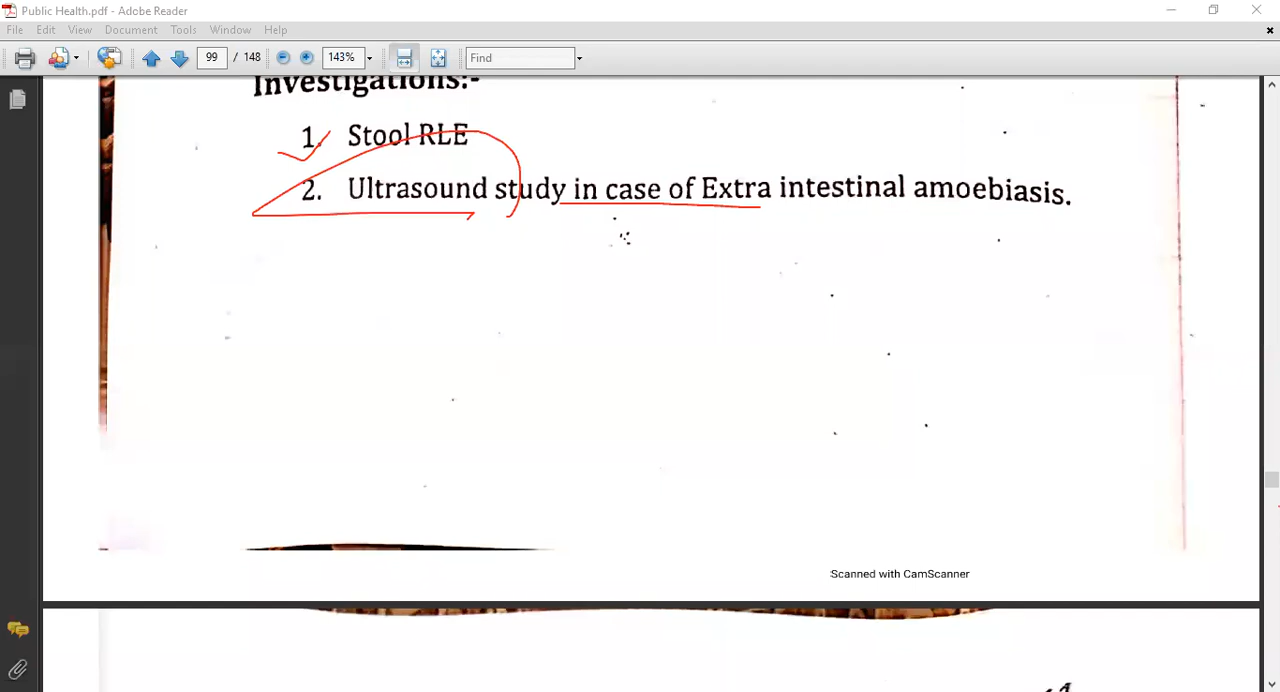 Public Health.pdf - Adobe Reader
File Edit View Document Tools Window Help
99 / 148 143% Find
Investigations:-
1. Stool RLE
2. Ultrasound study in case of Extra intestinal amoebiasis.
Scanned with CamScanner